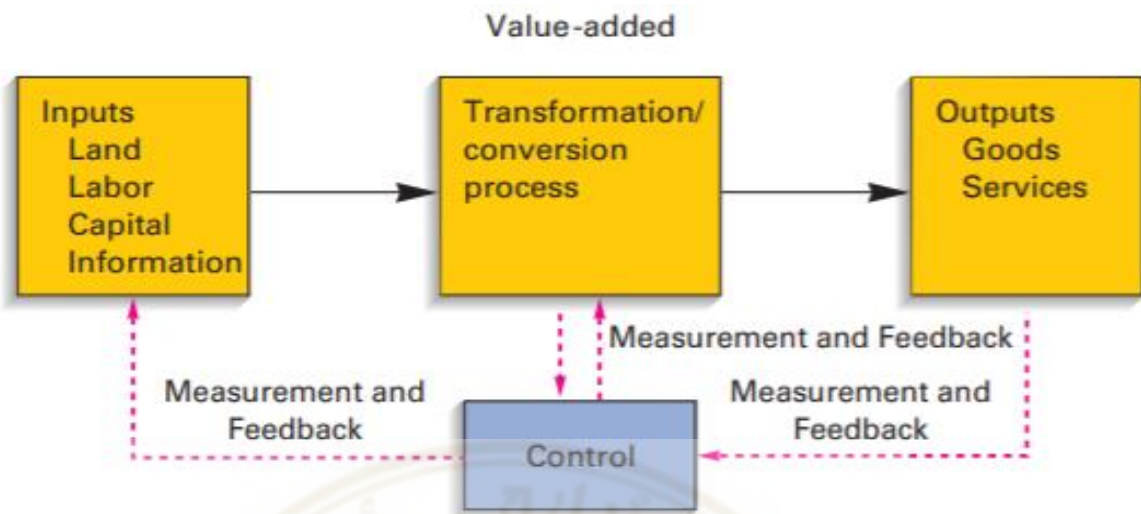 Value-added
Inputs
Land
Labor
Capital
Information
Transformation/
conversion
process
Outputs
Goods
Services
Measurement and Feedback
Measurement and
Feedback
Measurement and
Feedback
Control